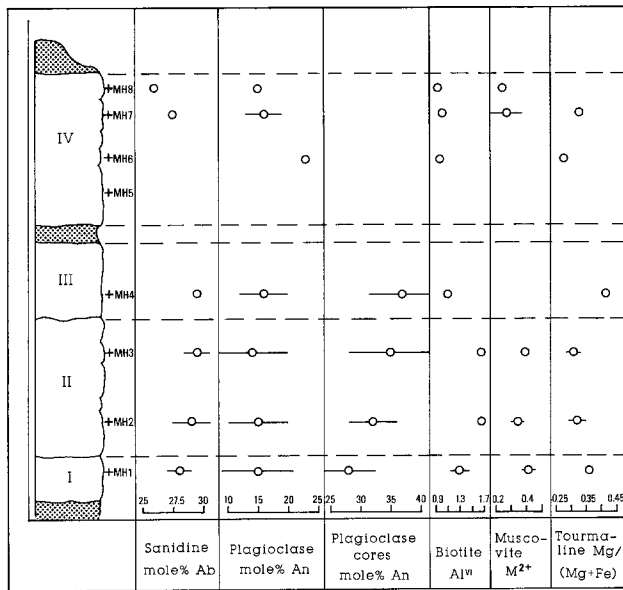 +MH8
+MH7
IV
+MH6
+MH5
III
+MH4
+MH3
II
+MH2
I
+MH1
25 27.5 30 10 15 20 25 25 30 35 40 0.9 1.3 1.7 0.2 0.4 0.25 0.35 0.45
Sanidine Plagioclase Plagioclase Biotite Musco- Tourma-
mole% Ab mole% An cores Alᵛᴵ vite line Mg/
mole% An M²⁺ (Mg+Fe)